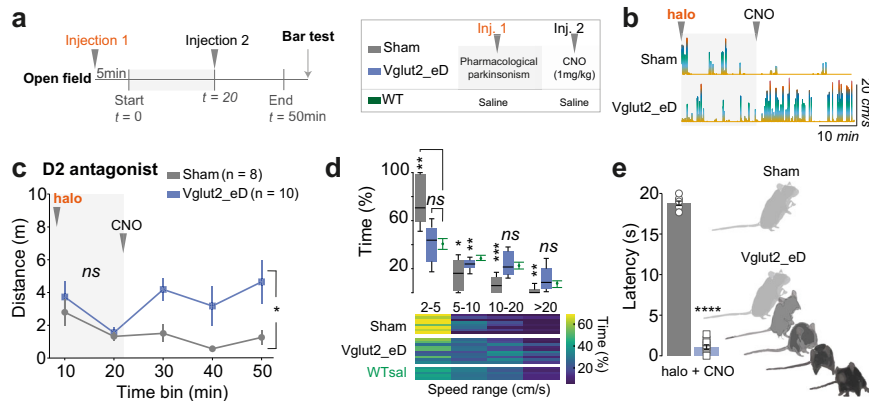 a
Injection 1
Injection 2
Bar test
Open field
5min
Start
t = 0
t = 20
End
t = 50min
Sham
Vglut2_eD
WT
Inj. 1
Inj. 2
Pharmacological
parkinsonism
CNO
(1mg/kg)
Saline
Saline
b
halo
CNO
Sham
Vglut2_eD
20 cm/s
10 min
c
D2 antagonist
Sham (n = 8)
Vglut2_eD (n = 10)
halo
CNO
ns
*
Distance
(m)
10
8
6
4
2
0
10 20 30 40 50
Time bin (min)
d
Time (%)
100
60
20
**
ns
*
**
***
ns
**
ns
2-5 5-10 10-20 >20
Sham
Vglut2_eD
WTsal
Speed range (cm/s)
60
40
20
Time (%)
e
Latency (s)
20
15
10
5
0
****
halo + CNO
Sham
Vglut2_eD